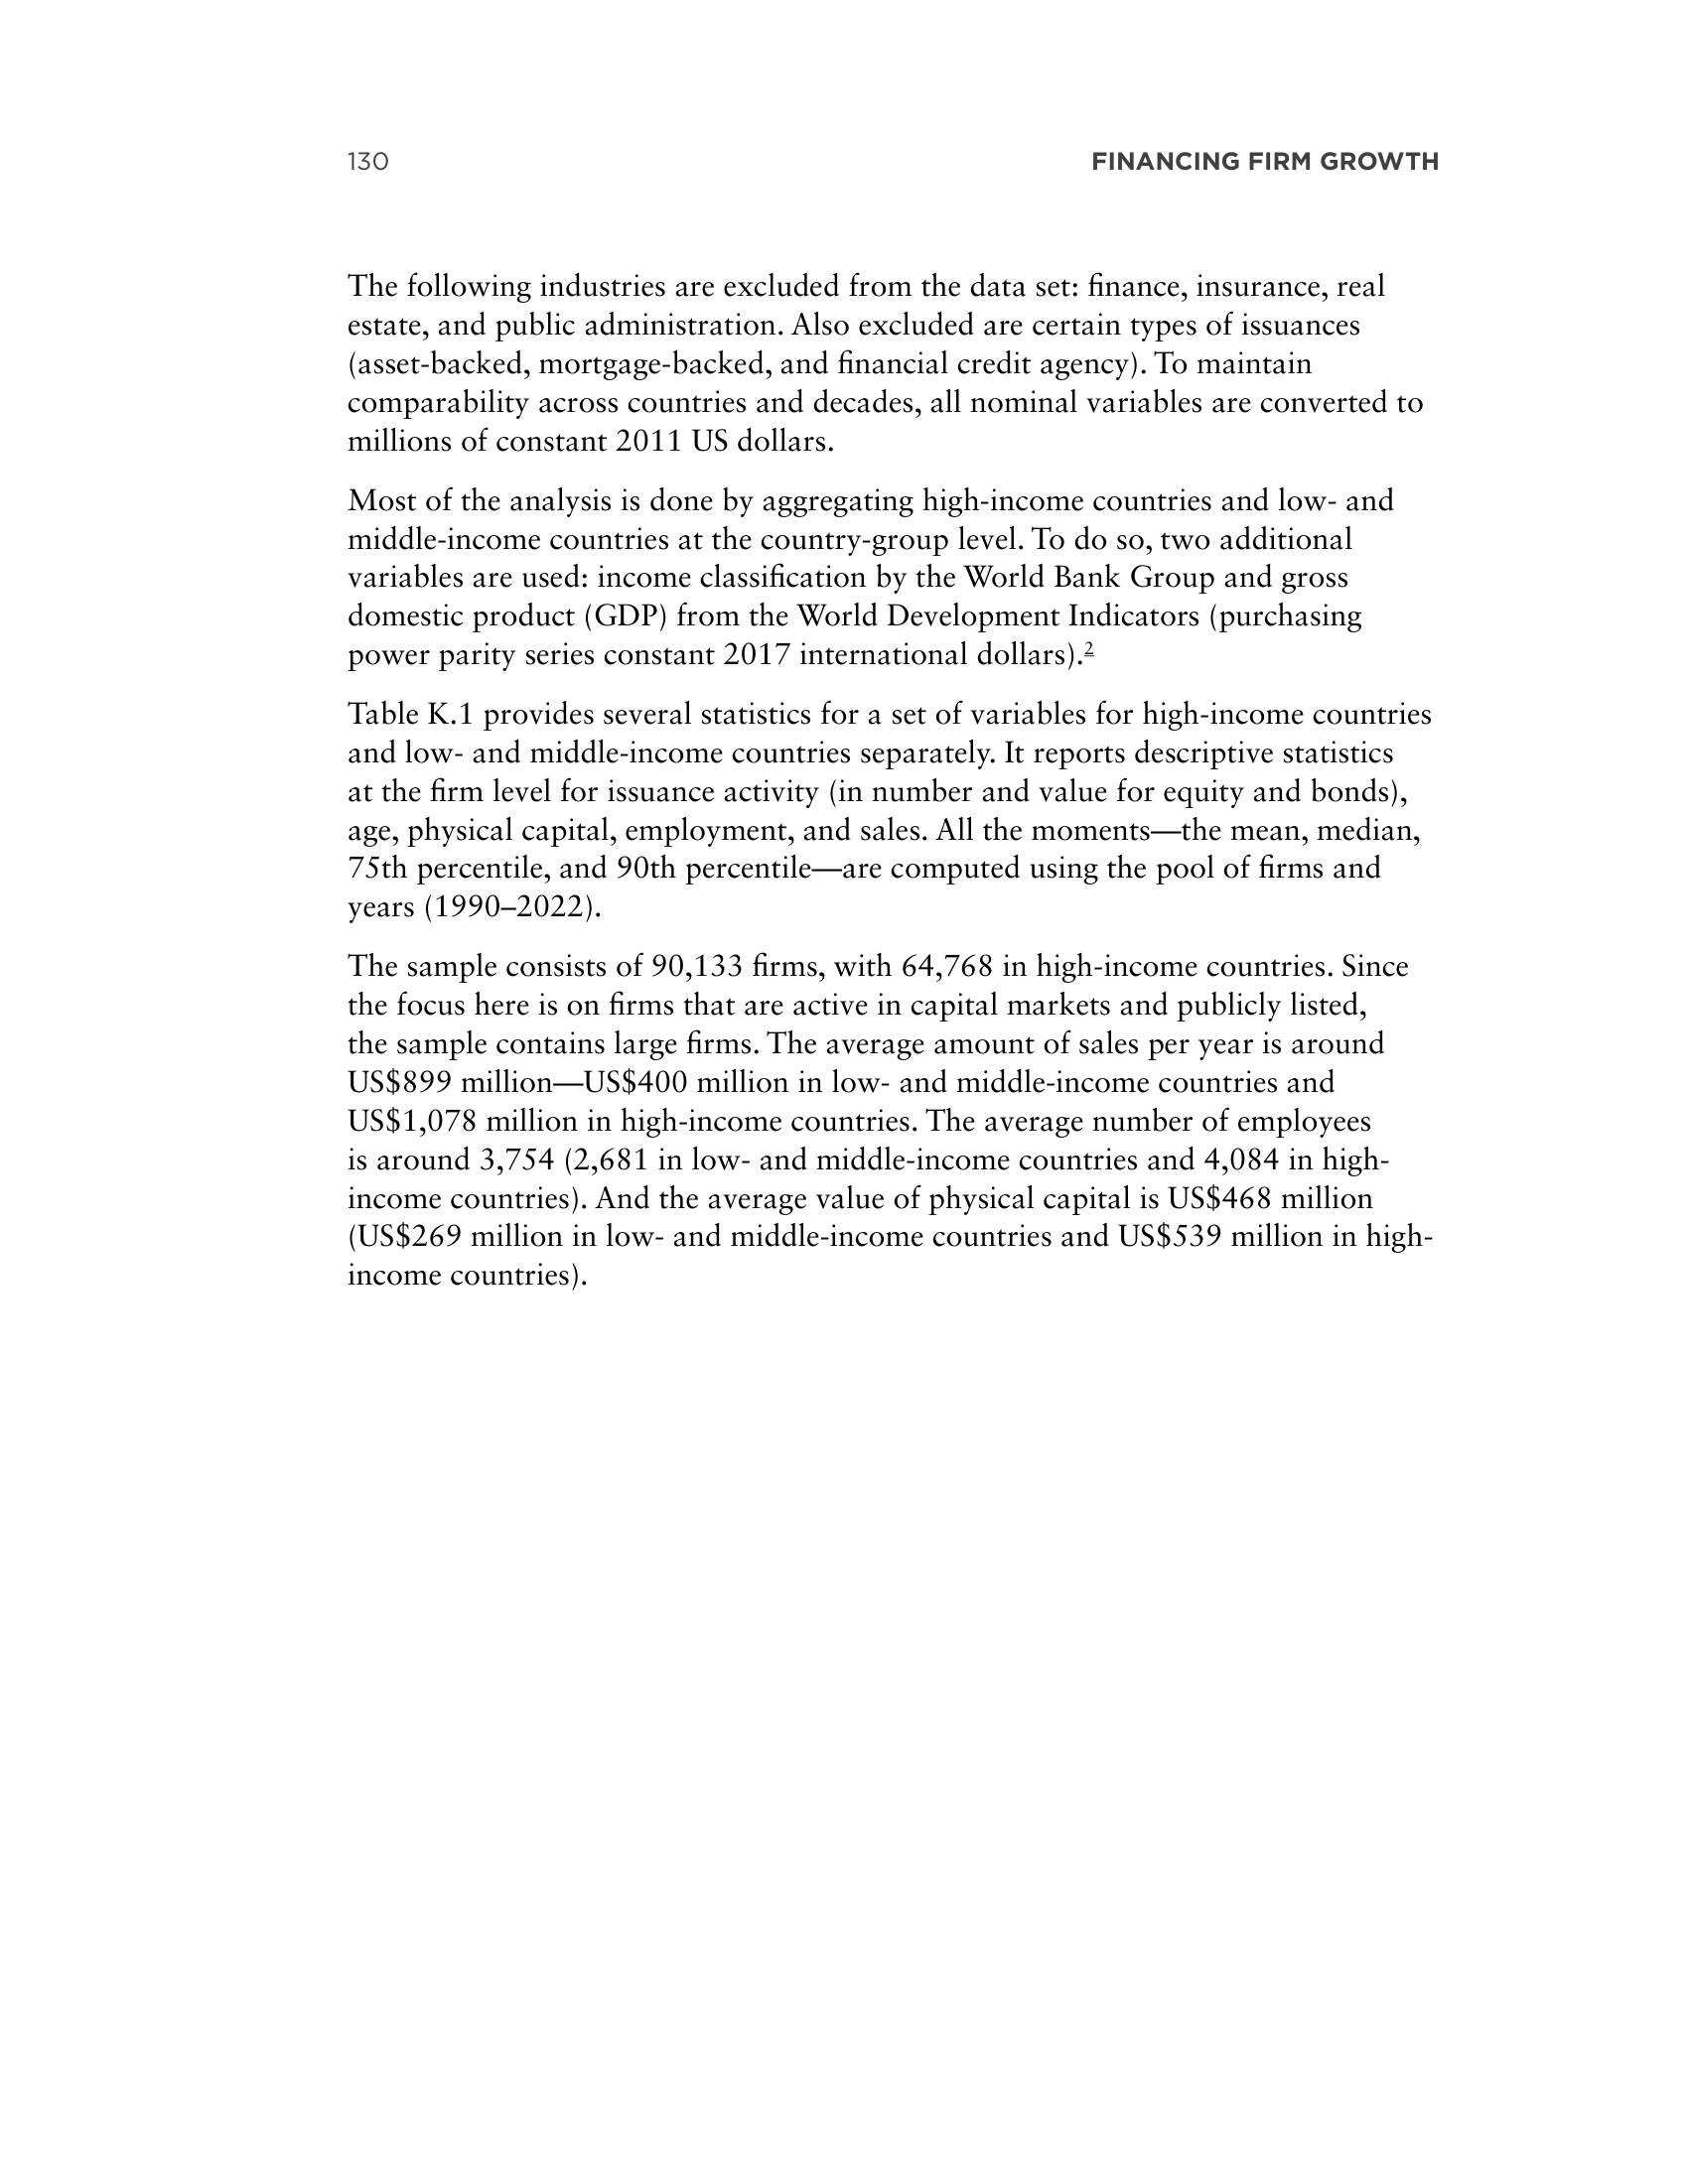 130
FINANCING FIRM GROWTH
The following industries are excluded from the data set: finance, insurance, real
estate, and public administration. Also excluded are certain types of issuances
(asset-backed, mortgage-backed, and financial credit agency). To maintain
comparability across countries and decades, all nominal variables are converted to
millions of constant 2011 US dollars.
Most of the analysis is done by aggregating high-income countries and low- and
middle-income countries at the country-group level. To do so, two additional
variables are used: income classification by the World Bank Group and gross
domestic product (GDP) from the World Development Indicators (purchasing
power parity series constant 2017 international dollars).2
Table K.1 provides several statistics for a set of variables for high-income countries
and low- and middle-income countries separately. It reports descriptive statistics
at the firm level for issuance activity (in number and value for equity and bonds),
age, physical capital, employment, and sales. All the moments—the mean, median,
75th percentile, and 90th percentile—are computed using the pool of firms and
years (1990–2022).
The sample consists of 90,133 firms, with 64,768 in high-income countries. Since
the focus here is on firms that are active in capital markets and publicly listed,
the sample contains large firms. The average amount of sales per year is around
US$899 million—US$400 million in low- and middle-income countries and
US$1,078 million in high-income countries. The average number of employees
is around 3,754 (2,681 in low- and middle-income countries and 4,084 in high-
income countries). And the average value of physical capital is US$468 million
(US$269 million in low- and middle-income countries and US$539 million in high-
income countries).